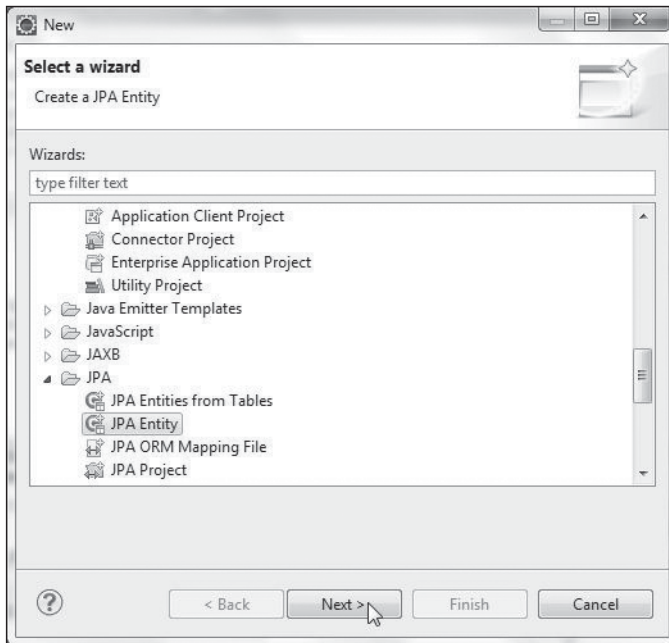 New
Select a wizard
Create a JPA Entity
Wizards:
type filter text
Application Client Project
Connector Project
Enterprise Application Project
Utility Project
Java Emitter Templates
JavaScript
JAXB
JPA
JPA Entities from Tables
JPA Entity
JPA ORM Mapping File
JPA Project
?
< Back Next > Finish Cancel